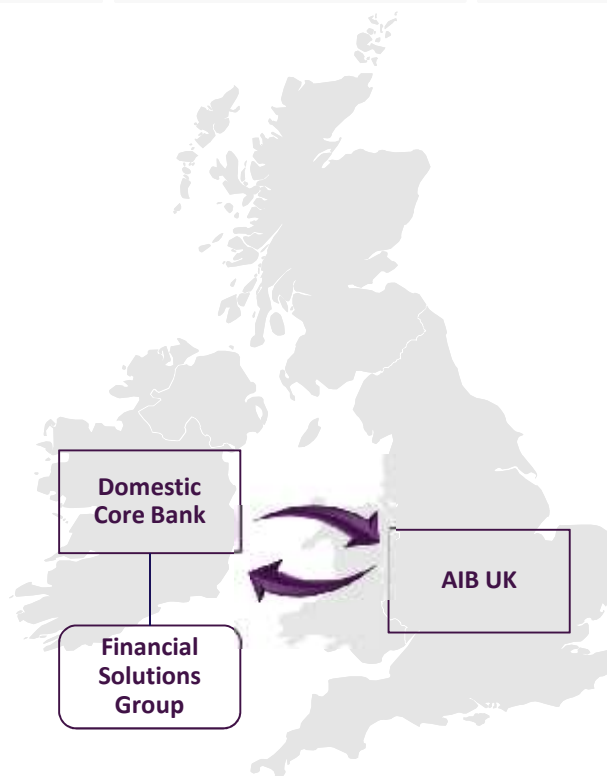 Domestic
Core Bank
AIB UK
Financial
Solutions
Group